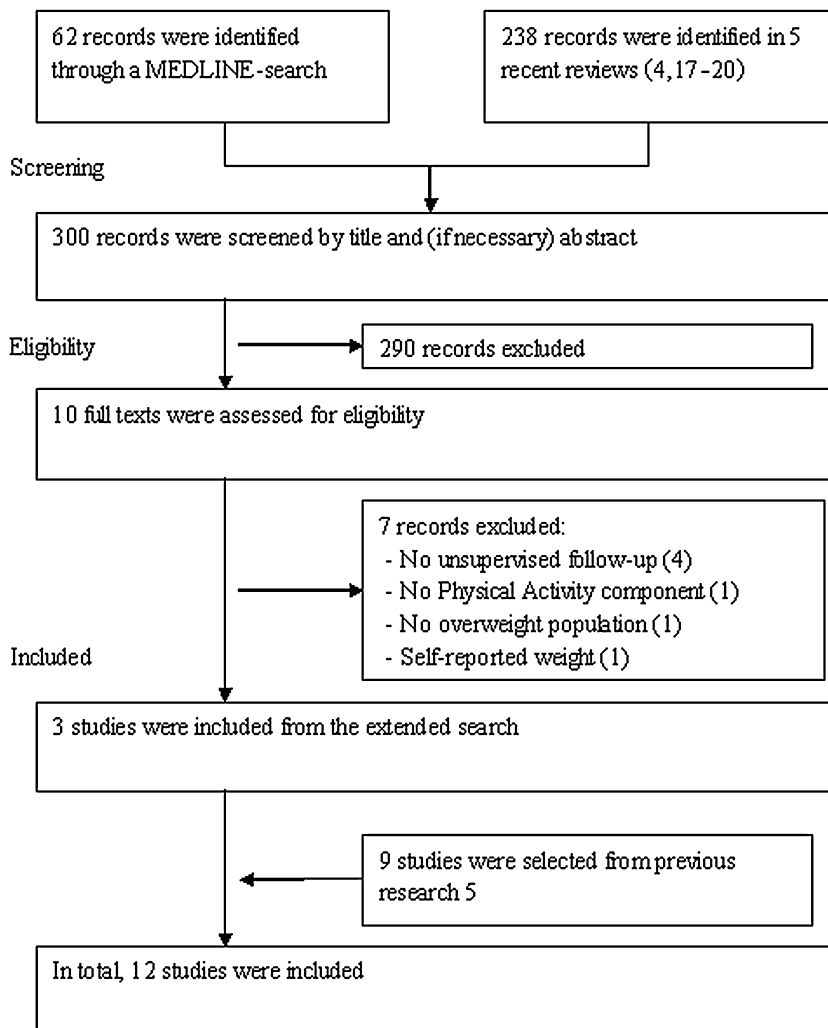 62 records were identified
through a MEDLINE-search
238 records were identified in 5
recent reviews (4,17-20)
Screening
300 records were screened by title and (if necessary) abstract
Eligibility
290 records excluded
10 full texts were assessed for eligibility
7 records excluded:
- No unsupervised follow-up (4)
- No Physical Activity component (1)
- No overweight population (1)
- Self-reported weight (1)
Included
3 studies were included from the extended search
9 studies were selected from previous
research 5
In total, 12 studies were included